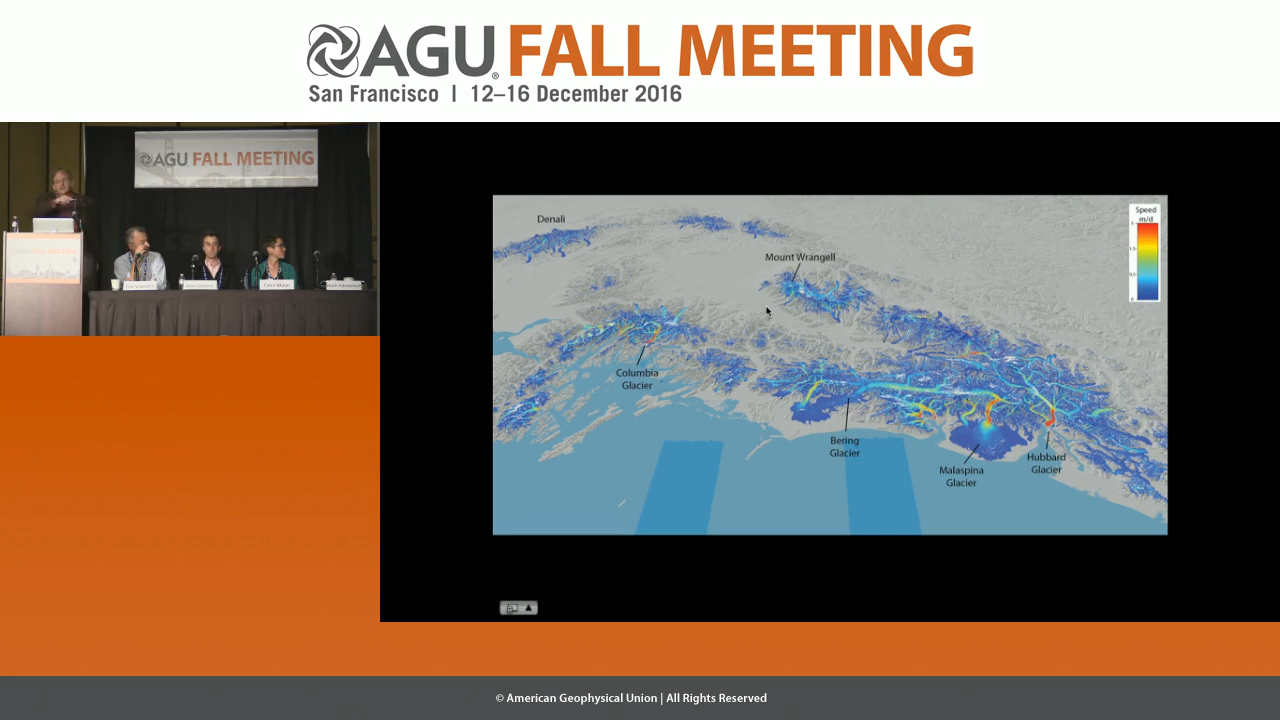 AGU FALL MEETING
San Francisco | 12–16 December 2016
AGU FALL MEETING
Denali
Mount Wrangell
Speed
m/d
Columbia
Glacier
Bering
Glacier
Malaspina
Glacier
Hubbard
Glacier
© American Geophysical Union | All Rights Reserved